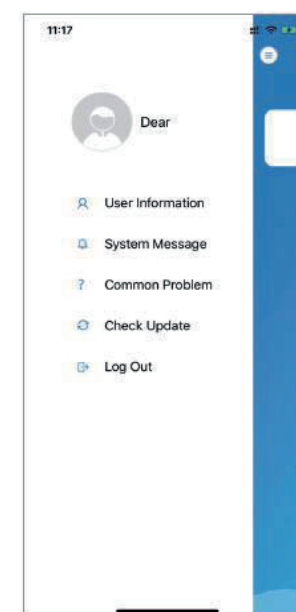 11:17
Dear
User Information
System Message
? Common Problem
Check Update
Log Out